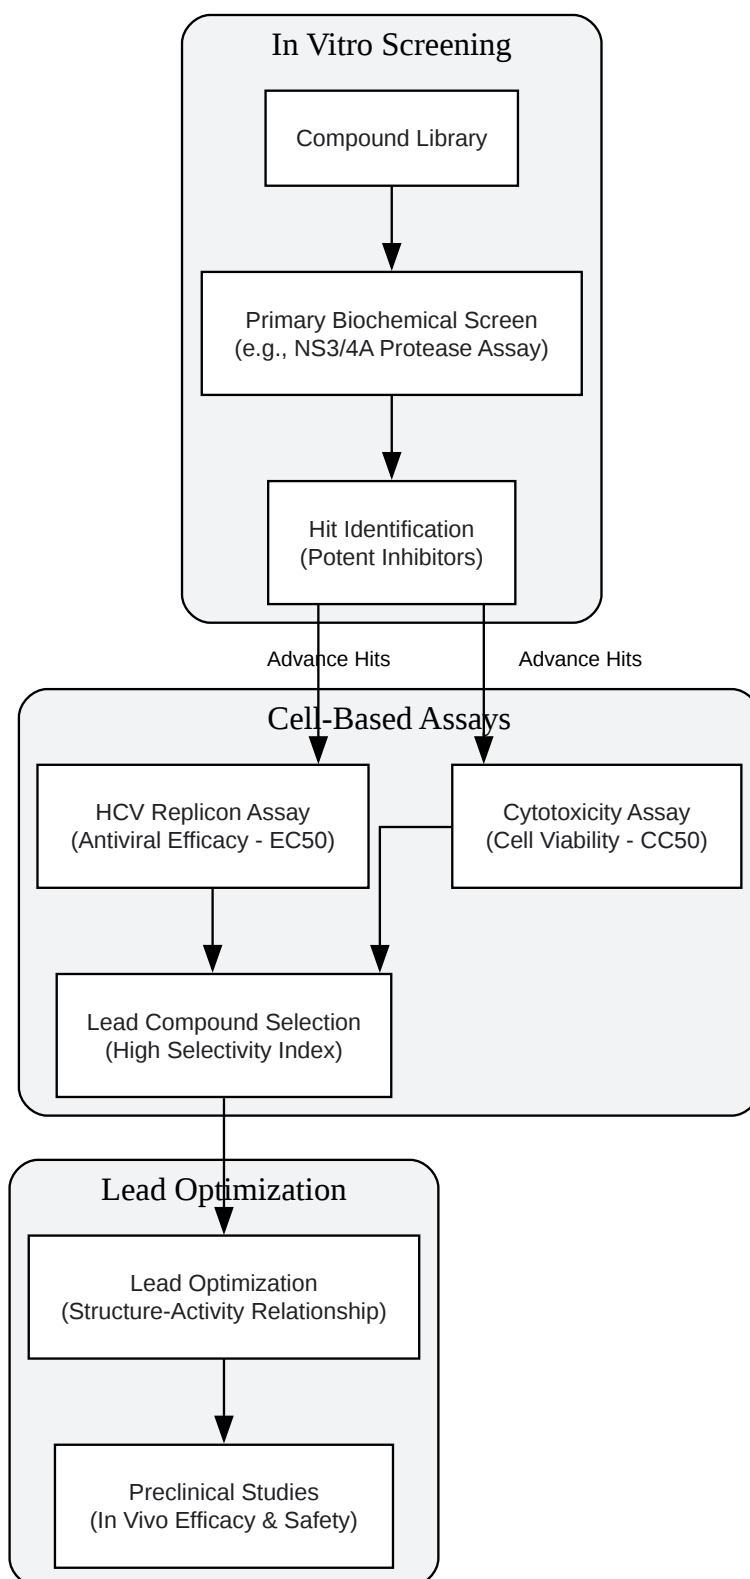 In Vitro Screening
Compound Library
Primary Biochemical Screen
(e.g., NS3/4A Protease Assay)
Hit Identification
(Potent Inhibitors)
Advance Hits
Advance Hits
Cell-Based Assays
HCV Replicon Assay
(Antiviral Efficacy - EC50)
Cytotoxicity Assay
(Cell Viability - CC50)
Lead Compound Selection
(High Selectivity Index)
Lead Optimization
Lead Optimization
(Structure-Activity Relationship)
Preclinical Studies
(In Vivo Efficacy & Safety)